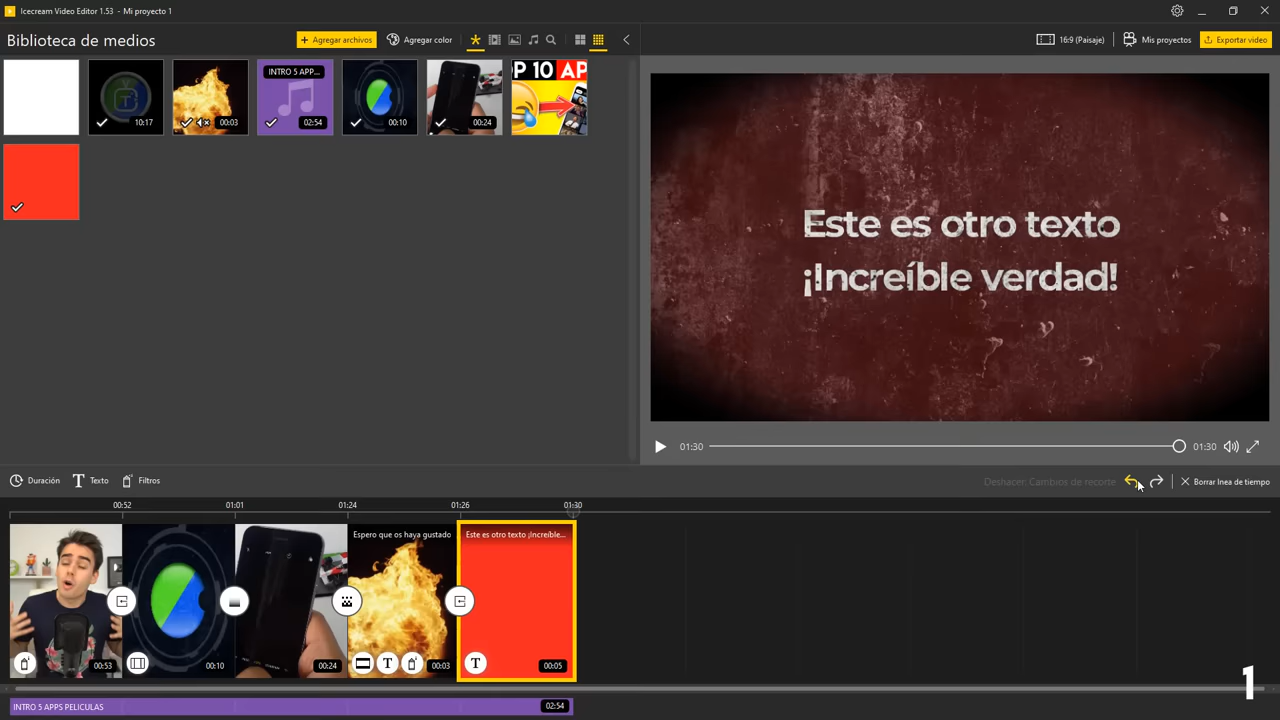 Icecream Video Editor 1.53 - Mi proyecto 1
Biblioteca de medios
+ Agregar archivos
Agregar color
16:9 (Paisaje)
Mis proyectos
Exportar video
10:17
00:03
INTRO 5 APP...
02:54
00:10
00:24
TOP 10 AP
Este es otro texto
¡Increíble verdad!
01:30
01:30
Duración
Texto
Filtros
Deshacer: Cambios de recorte
Borrar lnea de tiempo
00:52
01:01
01:24
01:26
01:30
Espero que os haya gustado
Este es otro texto ¡Increíble...
00:53
00:10
00:24
00:03
00:05
INTRO 5 APPS PELICULAS
02:54
1